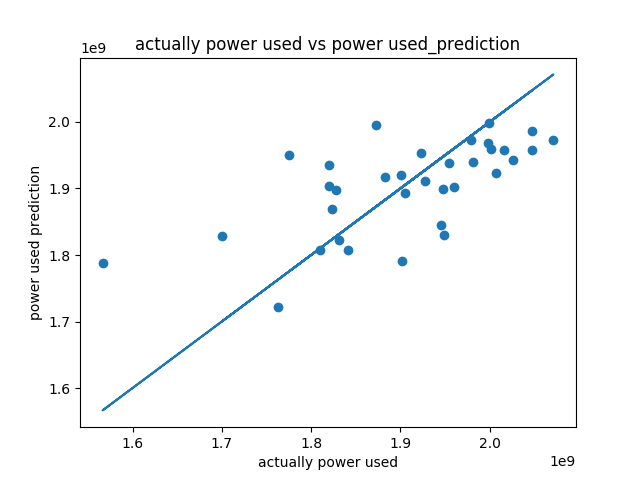 actually power used vs power used_prediction
1e9
2.0
1.9
1.8
1.7
1.6
power used prediction
1.6 1.7 1.8 1.9 2.0
actually power used
1e9